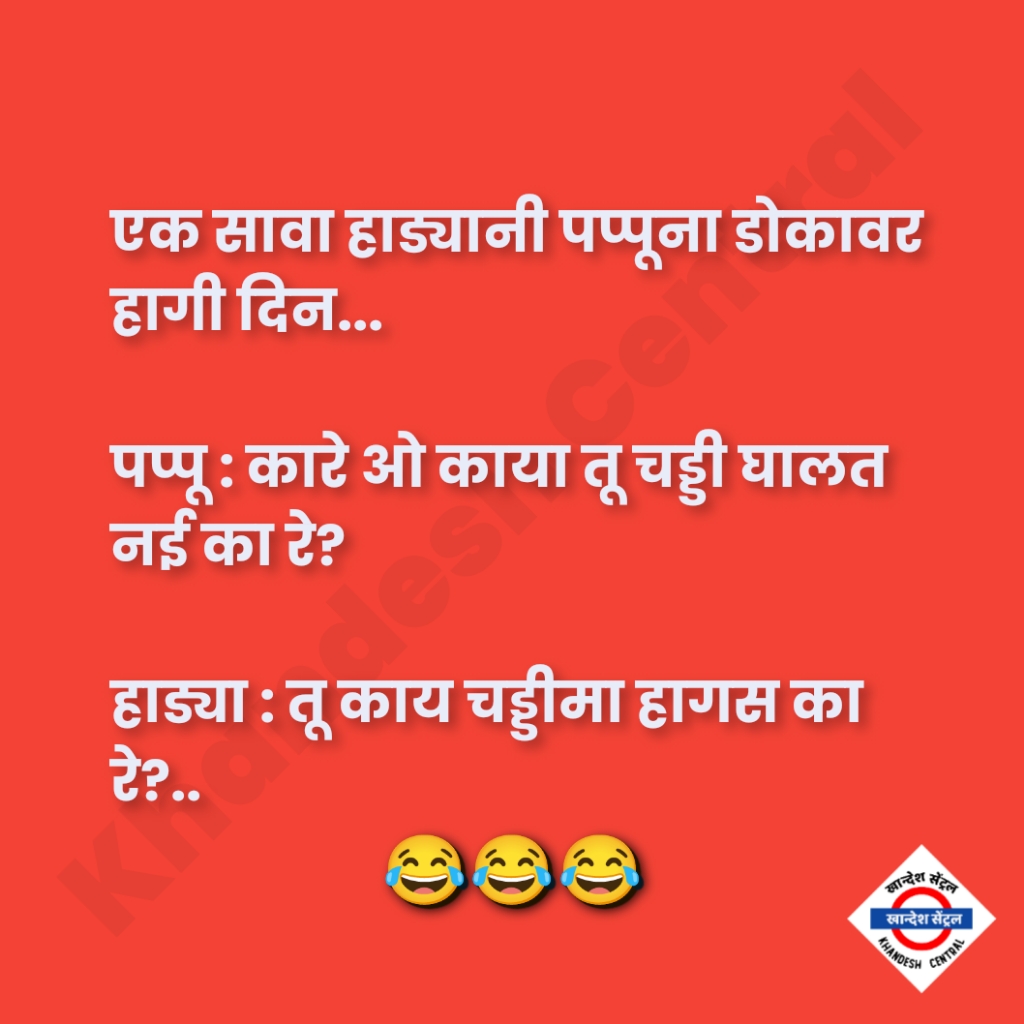 एक सावा हाड्यानी पप्पूना डोकावर
हागी दिन...
पप्पू : कारे ओ काया तू चड्डी घालत
नई का रे?
हाड्या : तू काय चड्डीमा हागस का
रे?..
Khandesh Central
खान्देश सेंट्रल
खान्देश सेंट्रल
KHANDESH CENTRAL